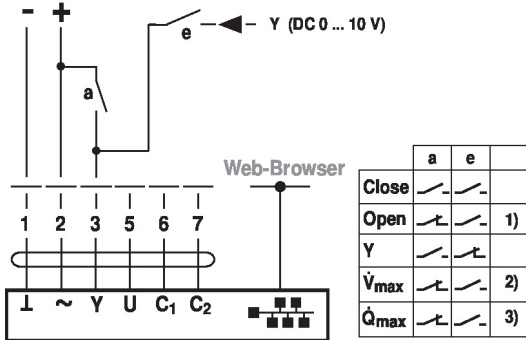 - +
e Y (DC 0 ... 10 V)
a
Web-Browser
1 2 3 5 6 7
⊥ ~ Y U C₁ C₂
a e
Close
Open 1)
Y
V̇max 2)
Q̇max 3)